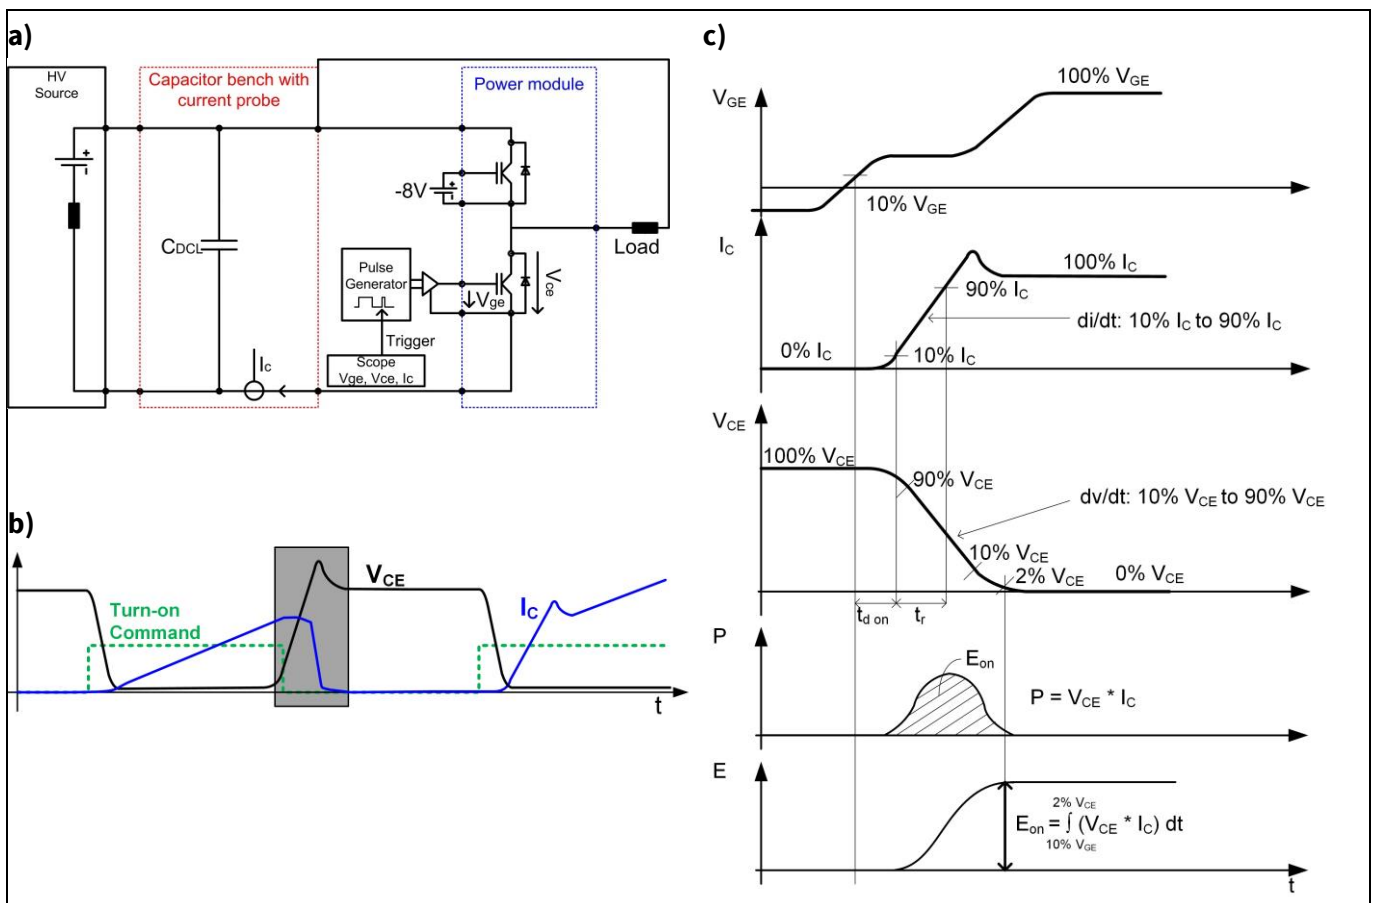 a)
HV
Source
Capacitor bench with
current probe
Power module
+
-
-8V
+
-
CDCL
Load
Pulse
Generator
Vge
Vce
Trigger
Ic
Scope
Vge, Vce, Ic
b)
VCE
IC
Turn-on
Command
t
c)
VGE
100% VGE
10% VGE
IC
100% IC
90% IC
di/dt: 10% IC to 90% IC
0% IC
10% IC
VCE
100% VCE
90% VCE
dv/dt: 10% VCE to 90% VCE
10% VCE
2% VCE
0% VCE
td on
tr
P
Eon
P = VCE * IC
E
2% VCE
Eon = ∫ (VCE * IC) dt
10% VGE
t